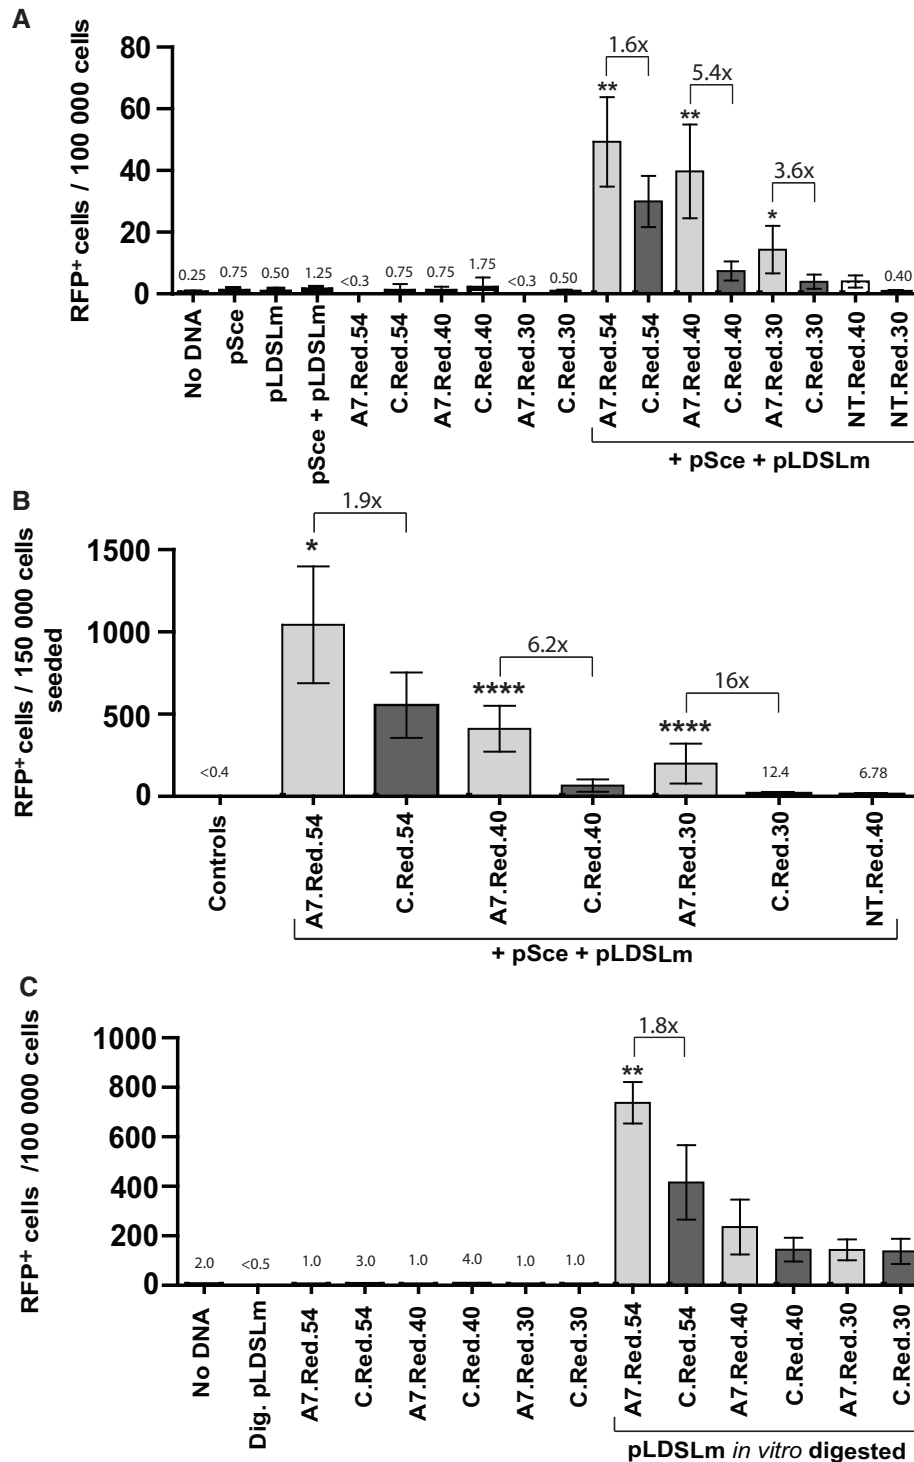 A
RFP+ cells / 100 000 cells
80
60
40
20
0
0.25 0.75 0.50 1.25 <0.3 0.75 0.75 1.75 <0.3 0.50 ** ** * 0.40
1.6x
5.4x
3.6x
No DNA
pSce
pLDSLm
pSce + pLDSLm
A7.Red.54
C.Red.54
A7.Red.40
C.Red.40
A7.Red.30
C.Red.30
A7.Red.54
C.Red.54
A7.Red.40
C.Red.40
A7.Red.30
C.Red.30
NT.Red.40
NT.Red.30
+ pSce + pLDSLm
B
RFP+ cells / 150 000 cells
seeded
1500
1000
500
0
<0.4 * **** **** 12.4 6.78
1.9x
6.2x
16x
Controls
A7.Red.54
C.Red.54
A7.Red.40
C.Red.40
A7.Red.30
C.Red.30
NT.Red.40
+ pSce + pLDSLm
C
RFP+ cells /100 000 cells
1000
800
600
400
200
0
2.0 <0.5 1.0 3.0 1.0 4.0 1.0 1.0 **
1.8x
No DNA
Dig. pLDSLm
A7.Red.54
C.Red.54
A7.Red.40
C.Red.40
A7.Red.30
C.Red.30
A7.Red.54
C.Red.54
A7.Red.40
C.Red.40
A7.Red.30
C.Red.30
pLDSLm in vitro digested